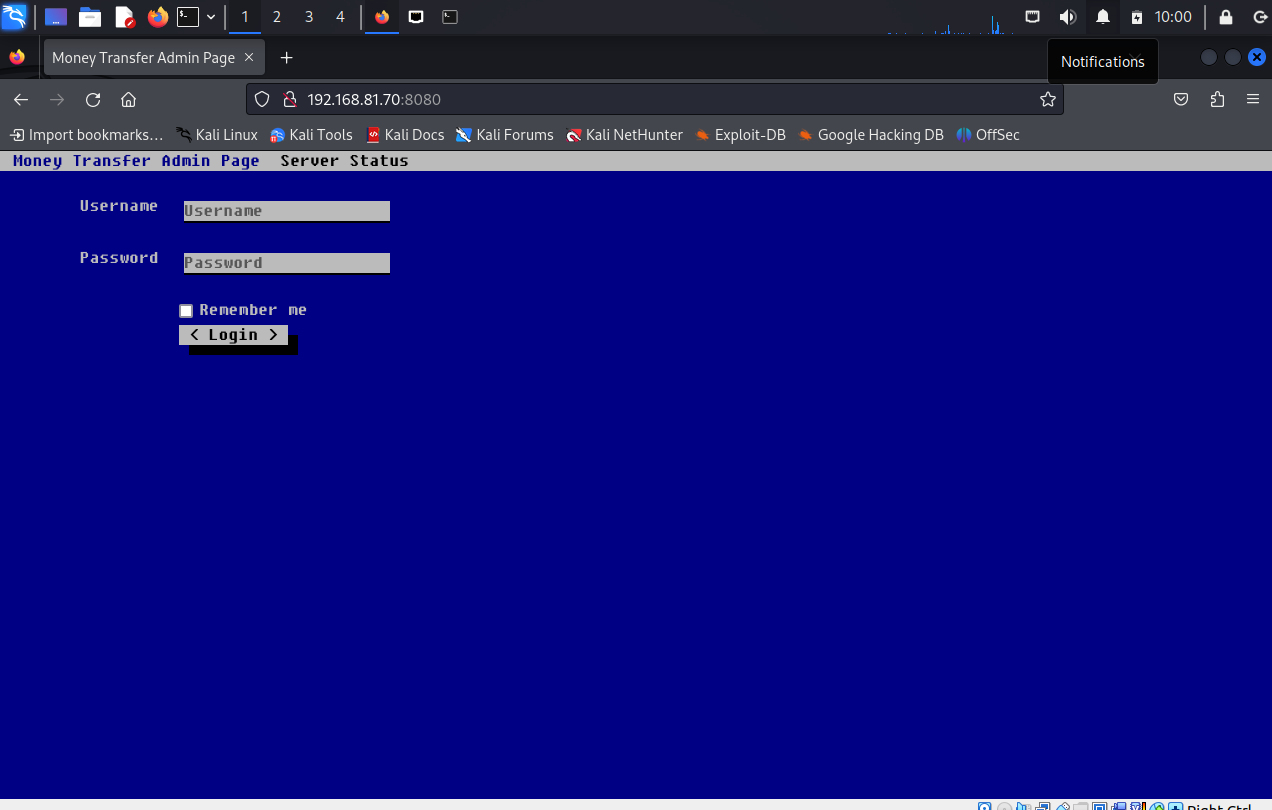 1 2 3 4 10:00
Money Transfer Admin Page
Notifications
192.168.81.70:8080
Import bookmarks... Kali Linux Kali Tools Kali Docs Kali Forums Kali NetHunter Exploit-DB Google Hacking DB OffSec
Money Transfer Admin Page Server Status
Username Username
Password Password
Remember me
< Login >
Right Ctrl